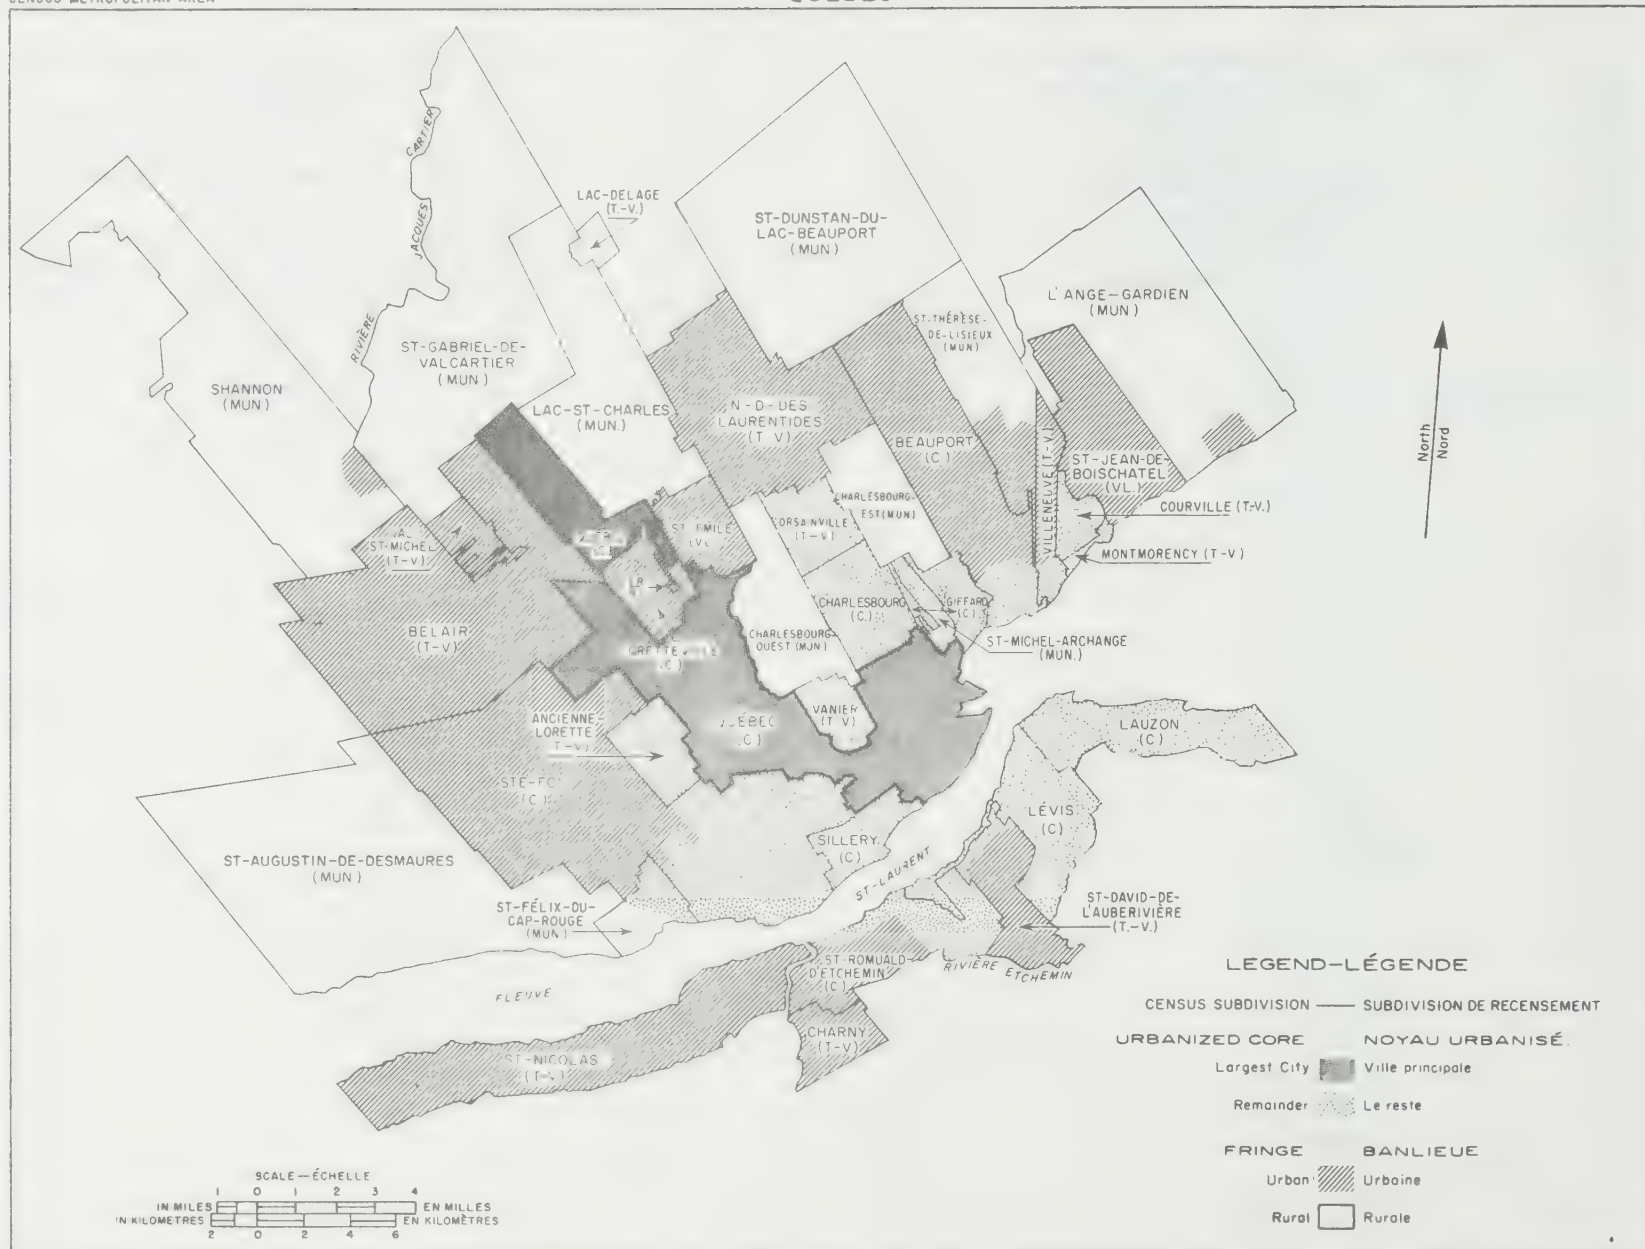 CENSUS METROPOLITAN AREA
RIVIÈRE JACQUES CARTIER
LAC-DELAGE
(T.-V.)
ST-DUNSTAN-DU-
LAC-BEAUPORT
(MUN)
L'ANGE-GARDIEN
(MUN)
ST-THÉRÈSE-
DE-LISIEUX
(MUN)
SHANNON
(MUN)
ST-GABRIEL-DE-
VALCARTIER
(MUN)
LAC-ST-CHARLES
(MUN.)
N-D-DES
LAURENTIDES
(T V)
BEAUPORT
(C)
VILLENEUVE (T-V.)
ST-JEAN-DE-
BOISCHATEL
(VL.)
COURVILLE (T-V.)
MONTMORENCY (T-V)
North
Nord
VAL
ST-MICHEL
(T-V)
ST-EMILE
(VL)
ORSAINVILLE
(T-V)
CHARLESBOURG-
EST (MUN)
CHARLESBOURG
(C)
GIFFARD
(C)
ST-MICHEL-ARCHANGE
(MUN.)
BELAIR
(T-V)
CHARLESBOURG-
OUEST (MUN)
(C)
VANIER
(T V)
QUÉBEC
(C)
ANCIENNE-
LORETTE
(T-V)
STE-FOY
(C)
LAUZON
(C)
LÉVIS
(C)
SILLERY
(C)
ST-AUGUSTIN-DE-DESMAURES
(MUN)
ST-FÉLIX-DU-
CAP-ROUGE
(MUN)
FLEUVE ST-LAURENT
ST-DAVID-DE-
L'AUBERIVIÈRE
(T.-V.)
ST-ROMUALD-
D'ETCHEMIN
(C)
RIVIÈRE ETCHEMIN
CHARNY
(T-V)
ST-NICOLAS
(T-V)
LEGEND–LÉGENDE
CENSUS SUBDIVISION SUBDIVISION DE RECENSEMENT
URBANIZED CORE NOYAU URBANISÉ.
Largest City Ville principale
Remainder Le reste
FRINGE BANLIEUE
Urban Urbaine
Rural Rurale
SCALE–ÉCHELLE
1 0 1 2 3 4
IN MILES EN MILLES
IN KILOMETRES EN KILOMÈTRES
2 0 2 4 6